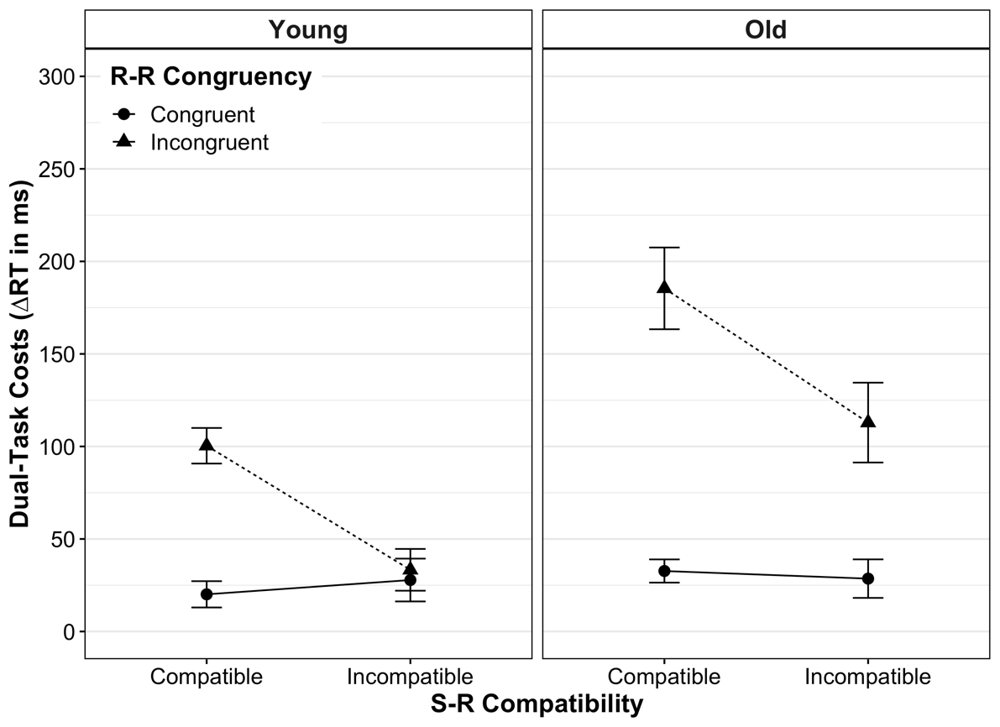 Young
Old
R-R Congruency
Congruent
Incongruent
300
250
200
150
100
50
0
Dual-Task Costs (ΔRT in ms)
Compatible
Incompatible
Compatible
Incompatible
S-R Compatibility